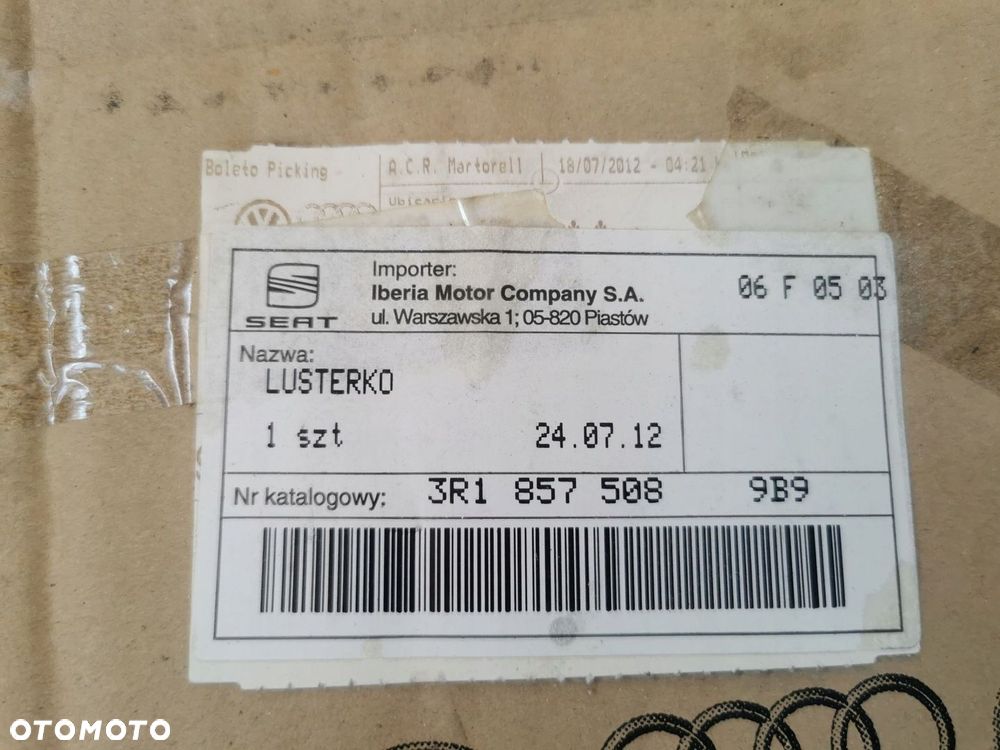 Boleto Picking A.C.R. Martorell 18/07/2012 - 04:21
SEAT
Importer:
Iberia Motor Company S.A.
ul. Warszawska 1; 05-820 Piastów
06 F 05 03
Nazwa:
LUSTERKO
1 szt 24.07.12
Nr katalogowy: 3R1 857 508 9B9
OTOMOTO